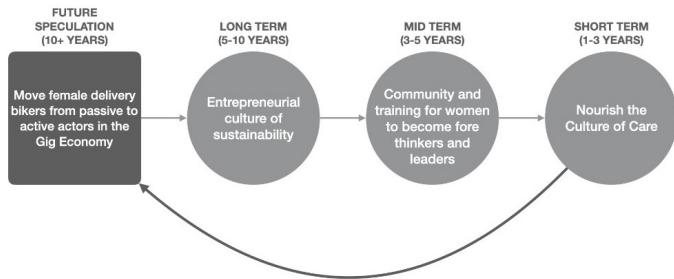 FUTURE
SPECULATION
(10+ YEARS)
LONG TERM
(5-10 YEARS)
MID TERM
(3-5 YEARS)
SHORT TERM
(1-3 YEARS)
Move female delivery
bikers from passive to
active actors in the
Gig Economy
Entrepreneurial
culture of
sustainability
Community and
training for women
to become fore
thinkers and
leaders
Nourish the
Culture of Care